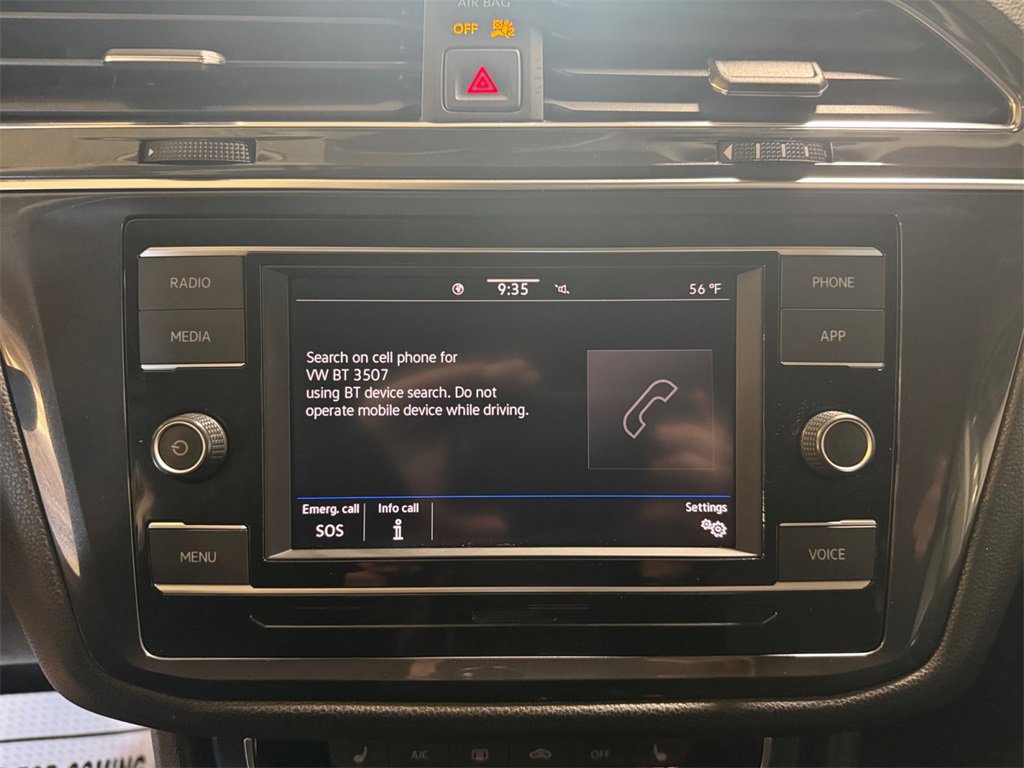 AIR BAG
OFF
RADIO
MEDIA
9:35
56 °F
PHONE
APP
Search on cell phone for
VW BT 3507
using BT device search. Do not
operate mobile device while driving.
Emerg. call
SOS
Info call
i
Settings
MENU
VOICE
A/C
OFF
COMING